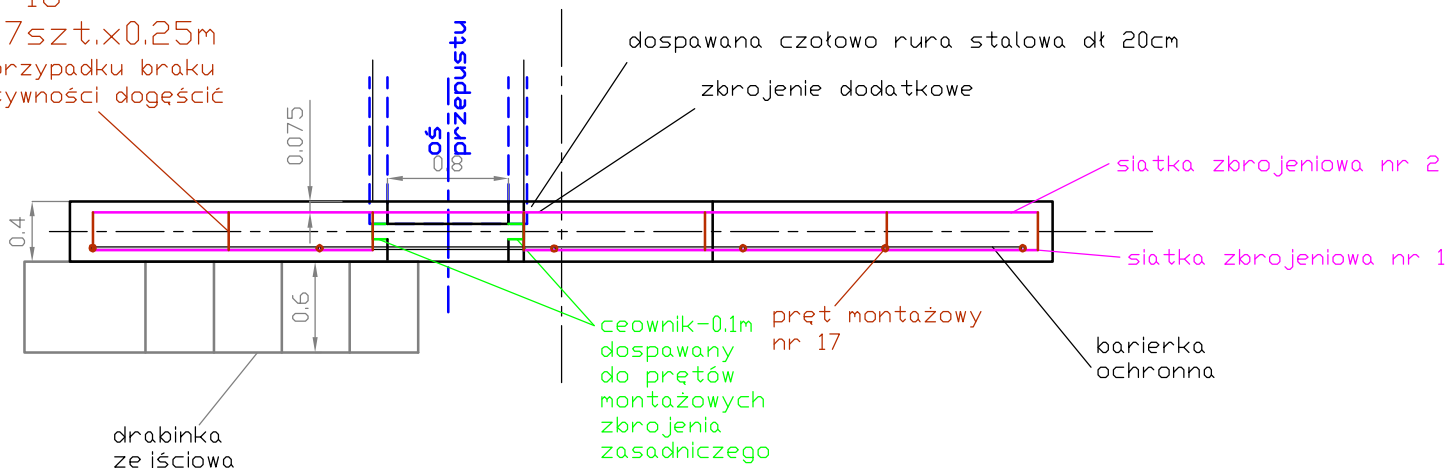 7szt.x0.25m
przypadku braku
dogęścić
oś
przepustu
dospawana czołowo rura stalowa dł 20cm
zbrojenie dodatkowe
0.075
0.8
0.4
0.6
siatka zbrojeniowa nr 2
siatka zbrojeniowa nr 1
ceownik-0.1m
dospawany
do prętów
montażowych
zbrojenia
zasadniczego
pręt montażowy
nr 17
barierka
ochronna
drabinka
ze iściowa